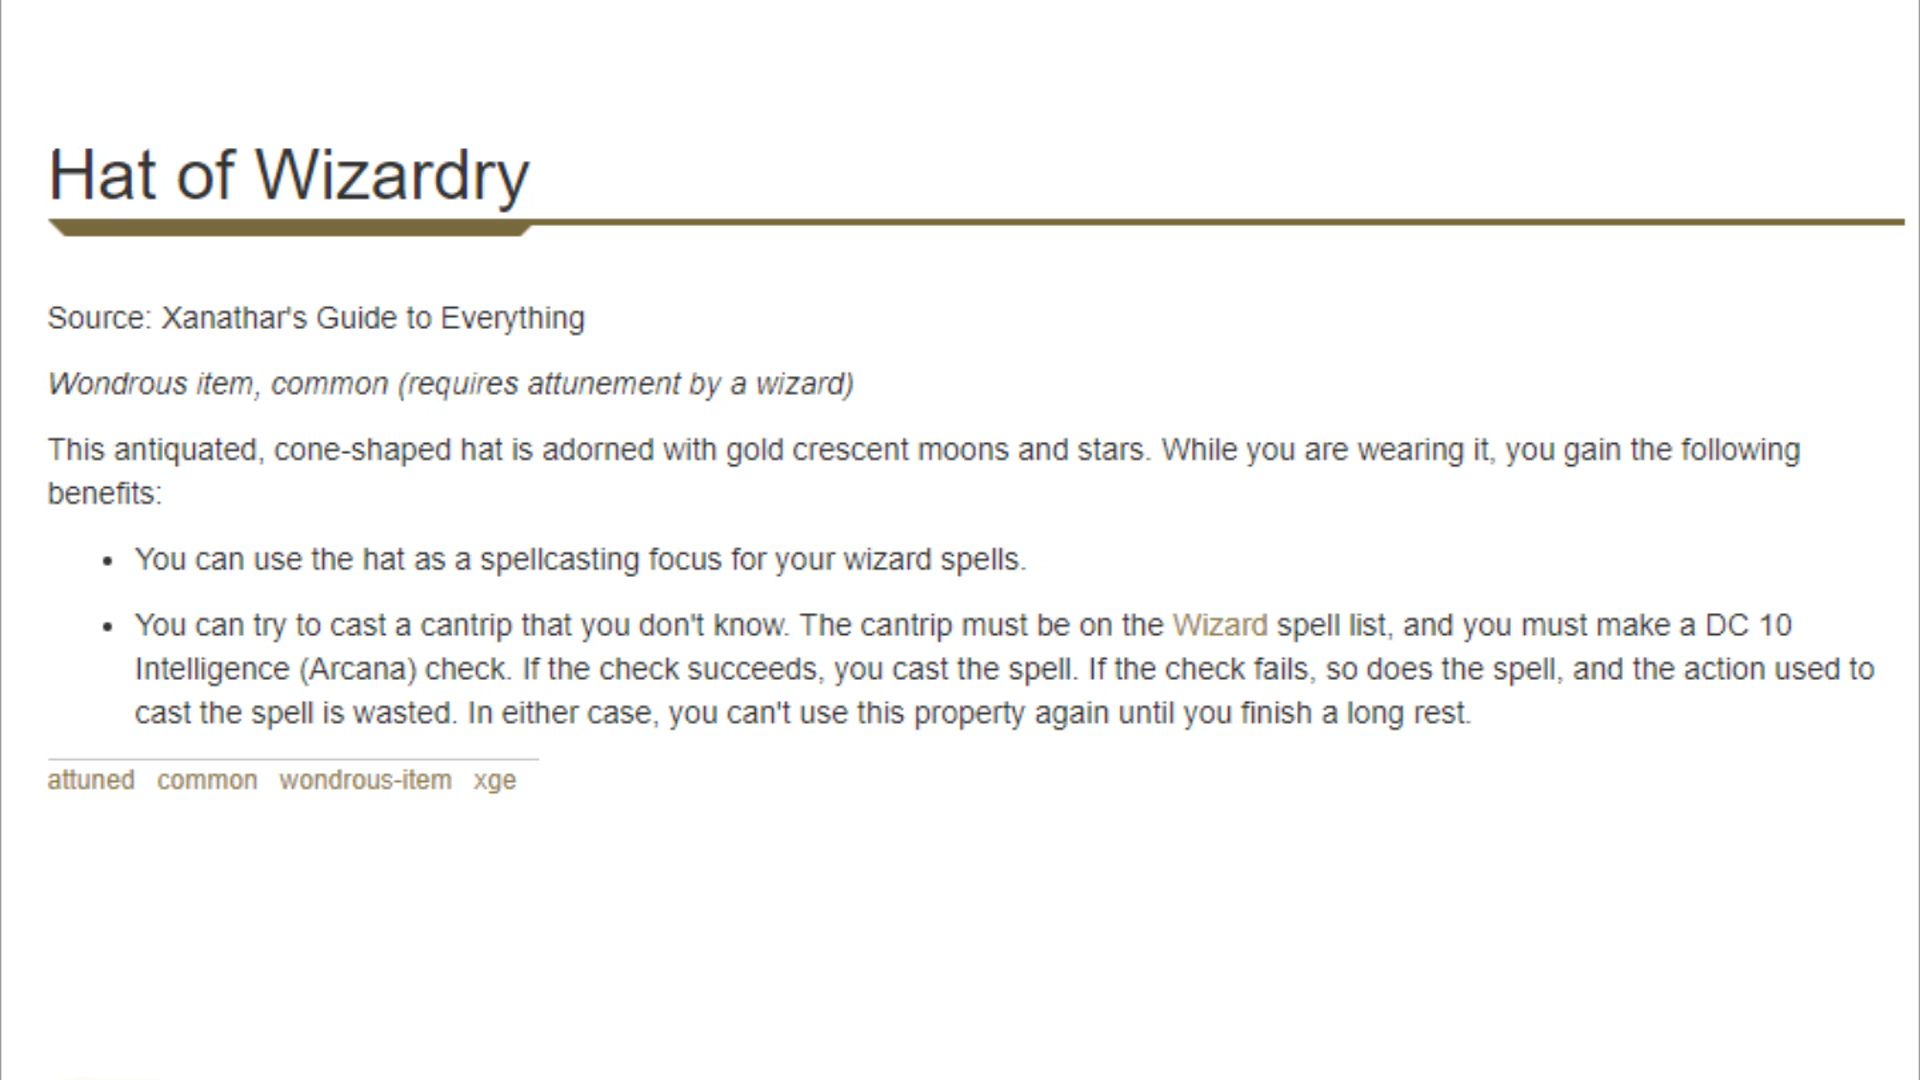 Hat of Wizardry
Source: Xanathar's Guide to Everything
Wondrous item, common (requires attunement by a wizard)
This antiquated, cone-shaped hat is adorned with gold crescent moons and stars. While you are wearing it, you gain the following
benefits:
• You can use the hat as a spellcasting focus for your wizard spells.
• You can try to cast a cantrip that you don't know. The cantrip must be on the Wizard spell list, and you must make a DC 10
Intelligence (Arcana) check. If the check succeeds, you cast the spell. If the check fails, so does the spell, and the action used to
cast the spell is wasted. In either case, you can't use this property again until you finish a long rest.
attuned common wondrous-item xge